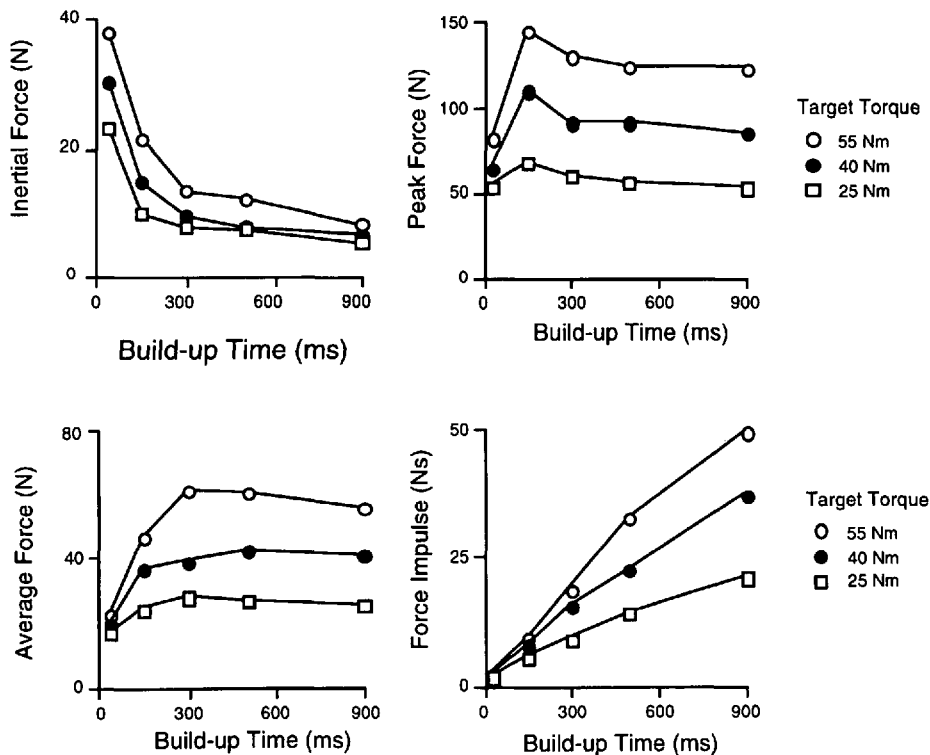 Inertial Force (N)
40
20
0
0 300 600 900
Build-up Time (ms)
Peak Force (N)
150
100
50
0
0 300 600 900
Build-up Time (ms)
Target Torque
55 Nm
40 Nm
25 Nm
Average Force (N)
80
40
0
0 300 600 900
Build-up Time (ms)
Force Impulse (Ns)
50
25
0
0 300 600 900
Build-up Time (ms)
Target Torque
55 Nm
40 Nm
25 Nm